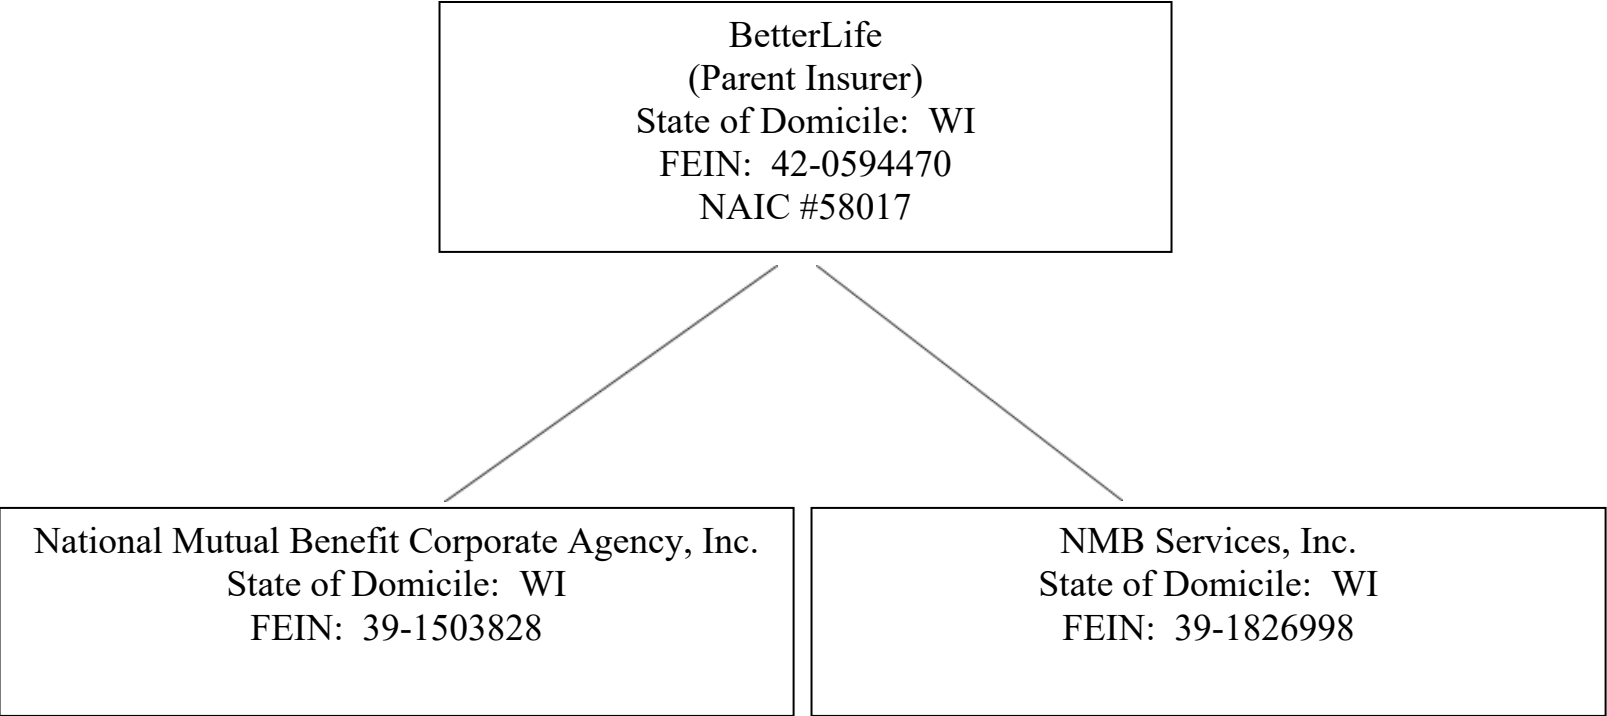 BetterLife
(Parent Insurer)
State of Domicile:  WI
FEIN:  42-0594470
NAIC #58017
National Mutual Benefit Corporate Agency, Inc.
State of Domicile:  WI
FEIN:  39-1503828
NMB Services, Inc.
State of Domicile:  WI
FEIN:  39-1826998